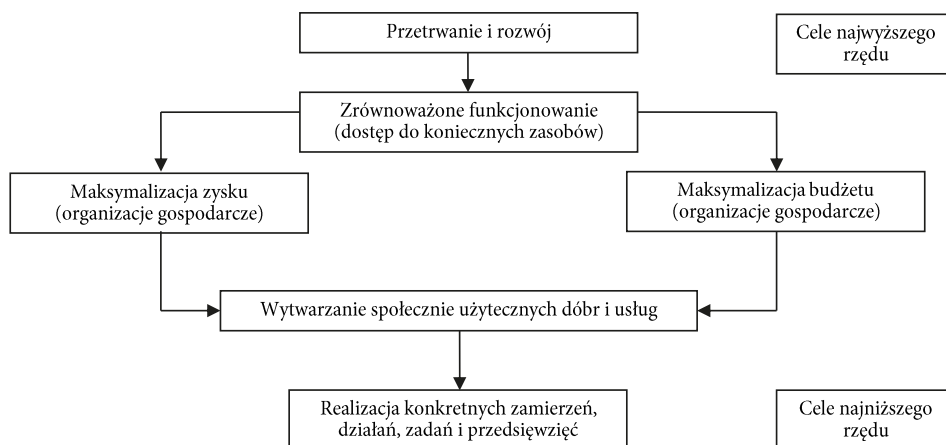 Przetrwanie i rozwój
Cele najwyższego
rzędu
Zrównoważone funkcjonowanie
(dostęp do koniecznych zasobów)
Maksymalizacja zysku
(organizacje gospodarcze)
Maksymalizacja budżetu
(organizacje gospodarcze)
Wytwarzanie społecznie użytecznych dóbr i usług
Realizacja konkretnych zamierzeń,
działań, zadań i przedsięwzięć
Cele najniższego
rzędu